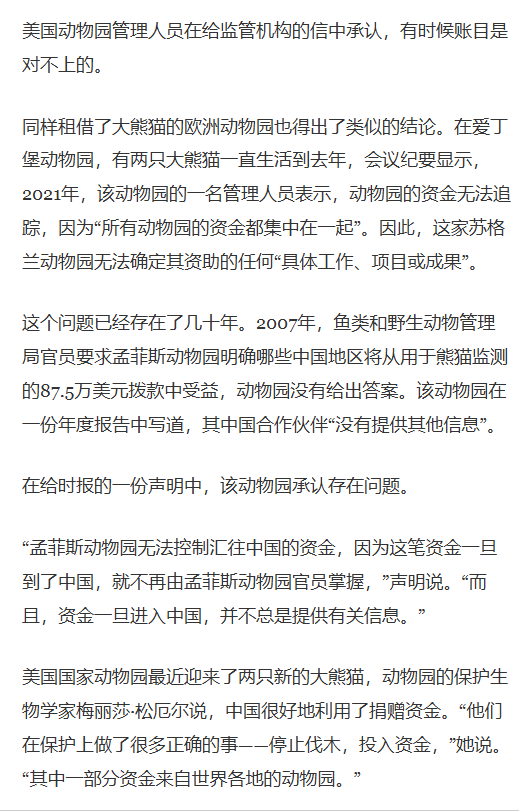 美国动物园管理人员在给监管机构的信中承认，有时候账目是
对不上的。
同样租借了大熊猫的欧洲动物园也得出了类似的结论。在爱丁
堡动物园，有两只大熊猫一直生活到去年，会议纪要显示，
2021年，该动物园的一名管理人员表示，动物园的资金无法追
踪，因为“所有动物园的资金都集中在一起”。因此，这家苏格
兰动物园无法确定其资助的任何“具体工作、项目或成果”。
这个问题已经存在了几十年。2007年，鱼类和野生动物管理
局官员要求孟菲斯动物园明确哪些中国地区将从用于熊猫监测
的87.5万美元拨款中受益，动物园没有给出答案。该动物园在
一份年度报告中写道，其中国合作伙伴“没有提供其他信息”。
在给时报的一份声明中，该动物园承认存在问题。
“孟菲斯动物园无法控制汇往中国的资金，因为这笔资金一旦
到了中国，就不再由孟菲斯动物园官员掌握，”声明说。“而
且，资金一旦进入中国，并不总是提供有关信息。”
美国国家动物园最近迎来了两只新的大熊猫，动物园的保护生
物学家梅丽莎·松厄尔说，中国很好地利用了捐赠资金。“他们
在保护上做了很多正确的事——停止伐木，投入资金，”她说。
“其中一部分资金来自世界各地的动物园。”